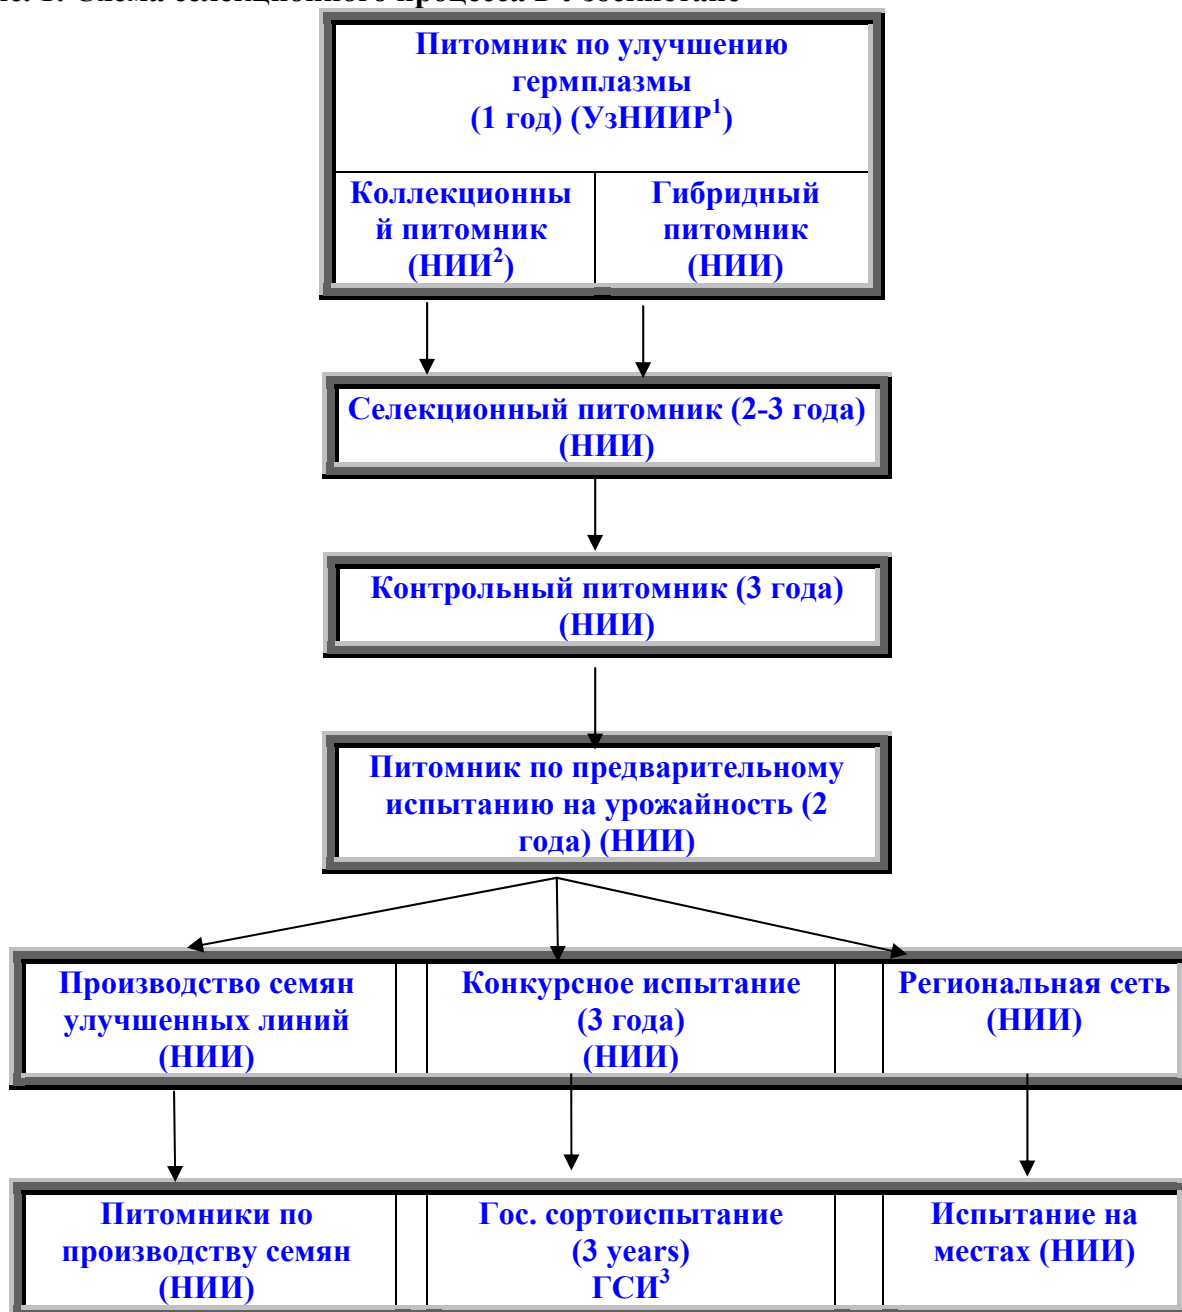 Питомник по улучшению
гермплазмы
(1 год) (УзНИИР¹)
Коллекционны
й питомник
(НИИ²)
Гибридный
питомник
(НИИ)
Селекционный питомник (2-3 года)
(НИИ)
Контрольный питомник (3 года)
(НИИ)
Питомник по предварительному
испытанию на урожайность (2
года) (НИИ)
Производство семян
улучшенных линий
(НИИ)
Конкурсное испытание
(3 года)
(НИИ)
Региональная сеть
(НИИ)
Питомники по
производству семян
(НИИ)
Гос. сортоиспытание
(3 years)
ГСИ³
Испытание на
местах (НИИ)